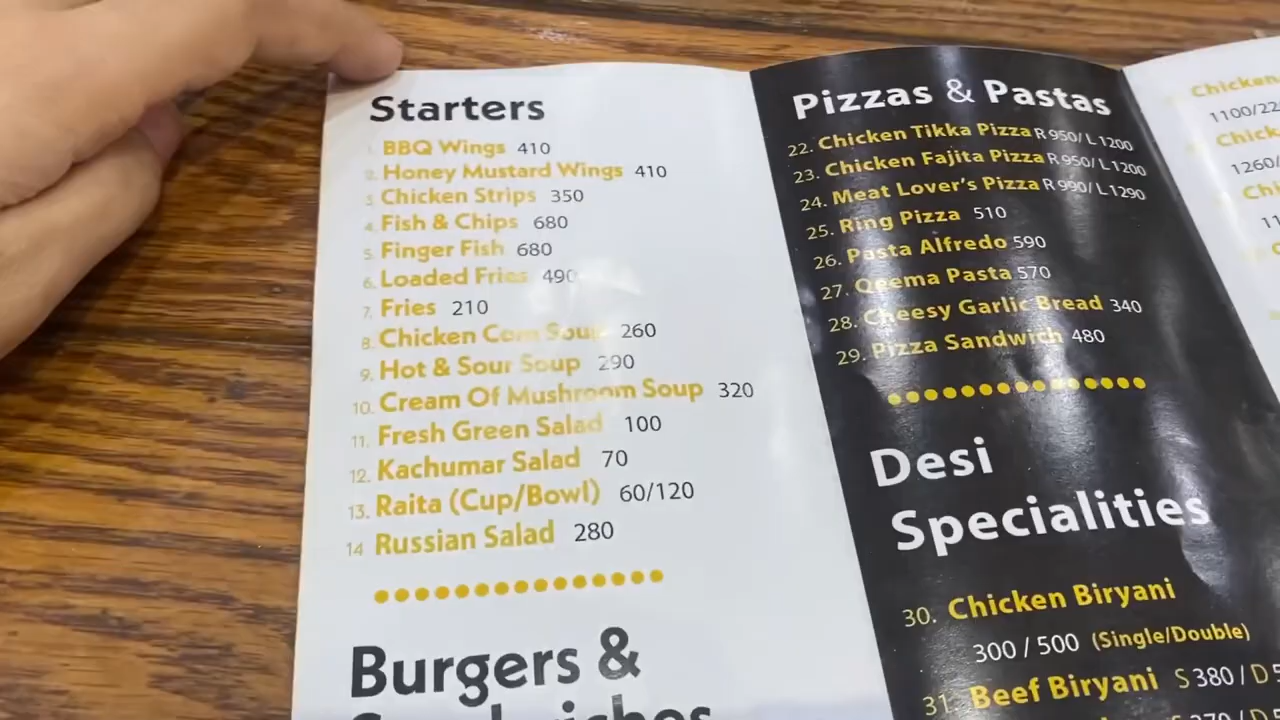 Starters
1. BBQ Wings 410
2. Honey Mustard Wings 410
3. Chicken Strips 350
4. Fish & Chips 680
5. Finger Fish 680
6. Loaded Fries 490
7. Fries 210
8. Chicken Corn Soup 260
9. Hot & Sour Soup 290
10. Cream Of Mushroom Soup 320
11. Fresh Green Salad 100
12. Kachumar Salad 70
13. Raita (Cup/Bowl) 60/120
14 Russian Salad 280
Burgers &
Sandwiches
Pizzas & Pastas
22. Chicken Tikka Pizza R 950/ L 1200
23. Chicken Fajita Pizza R 950/ L 1200
24. Meat Lover's Pizza R 990/ L 1290
25. Ring Pizza 510
26. Pasta Alfredo 590
27. Qeema Pasta 570
28. Cheesy Garlic Bread 340
29. Pizza Sandwich 480
Desi
Specialities
30. Chicken Biryani
300 / 500 (Single/Double)
31. Beef Biryani S 380 / D
Chicken
1100/22
1260/